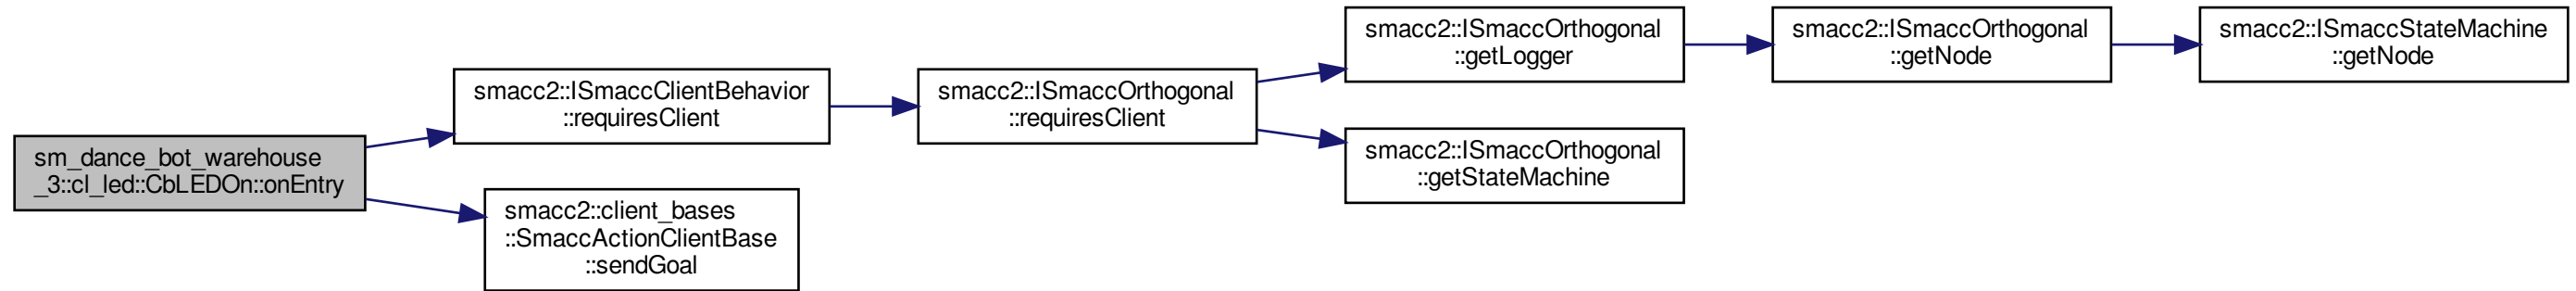 sm_dance_bot_warehouse
_3::cl_led::CbLEDOn::onEntry
smacc2::ISmaccClientBehavior
::requiresClient
smacc2::ISmaccOrthogonal
::requiresClient
smacc2::ISmaccOrthogonal
::getLogger
smacc2::ISmaccOrthogonal
::getNode
smacc2::ISmaccStateMachine
::getNode
smacc2::ISmaccOrthogonal
::getStateMachine
smacc2::client_bases
::SmaccActionClientBase
::sendGoal